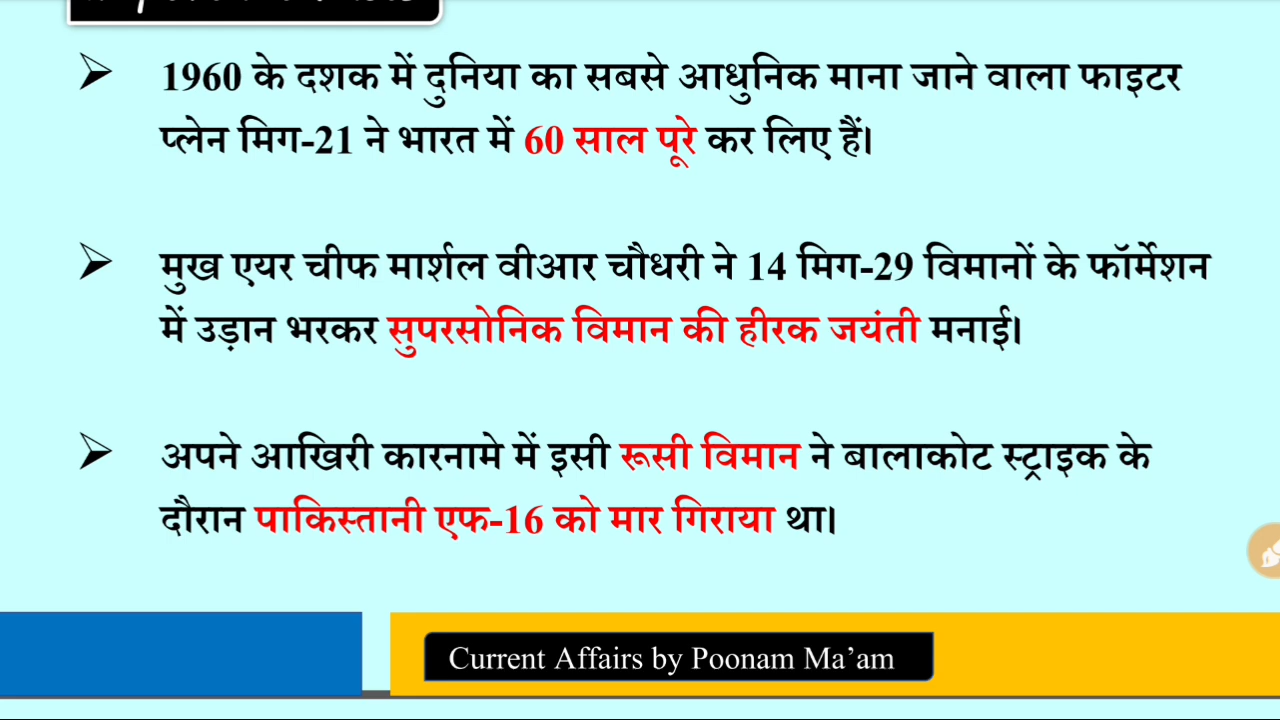 1960 के दशक में दुनिया का सबसे आधुनिक माना जाने वाला फाइटर
प्लेन मिग-21 ने भारत में 60 साल पूरे कर लिए हैं।
मुख एयर चीफ मार्शल वीआर चौधरी ने 14 मिग-29 विमानों के फॉर्मेशन
में उड़ान भरकर सुपरसोनिक विमान की हीरक जयंती मनाई।
अपने आखिरी कारनामे में इसी रूसी विमान ने बालाकोट स्ट्राइक के
दौरान पाकिस्तानी एफ-16 को मार गिराया था।
Current Affairs by Poonam Ma’am